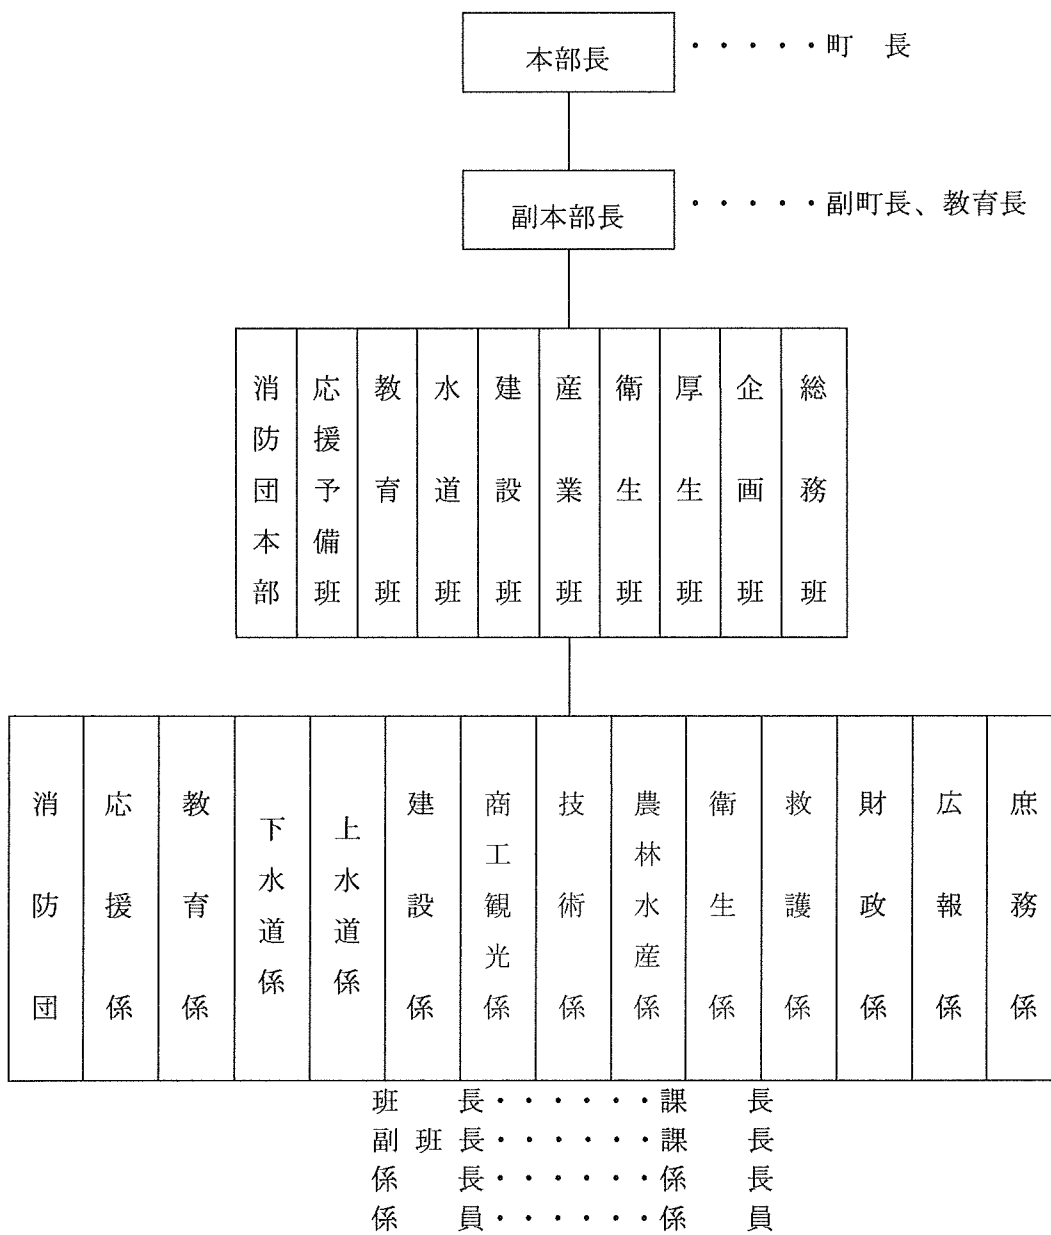 本部長・・・・・町　長
副本部長・・・・・副町長、教育長
総務班
企画班
厚生班
衛生班
産業班
建設班
水道班
教育班
応援予備班
消防団本部
庶務係
広報係
財政係
救護係
衛生係
農林水産係
技術係
商工観光係
建設係
上水道係
下水道係
教育係
応援係
消防団
班　　長・・・・・・課　　長
副 班 長・・・・・・課　　長
係　　長・・・・・・係　　長
係　　員・・・・・・係　　員